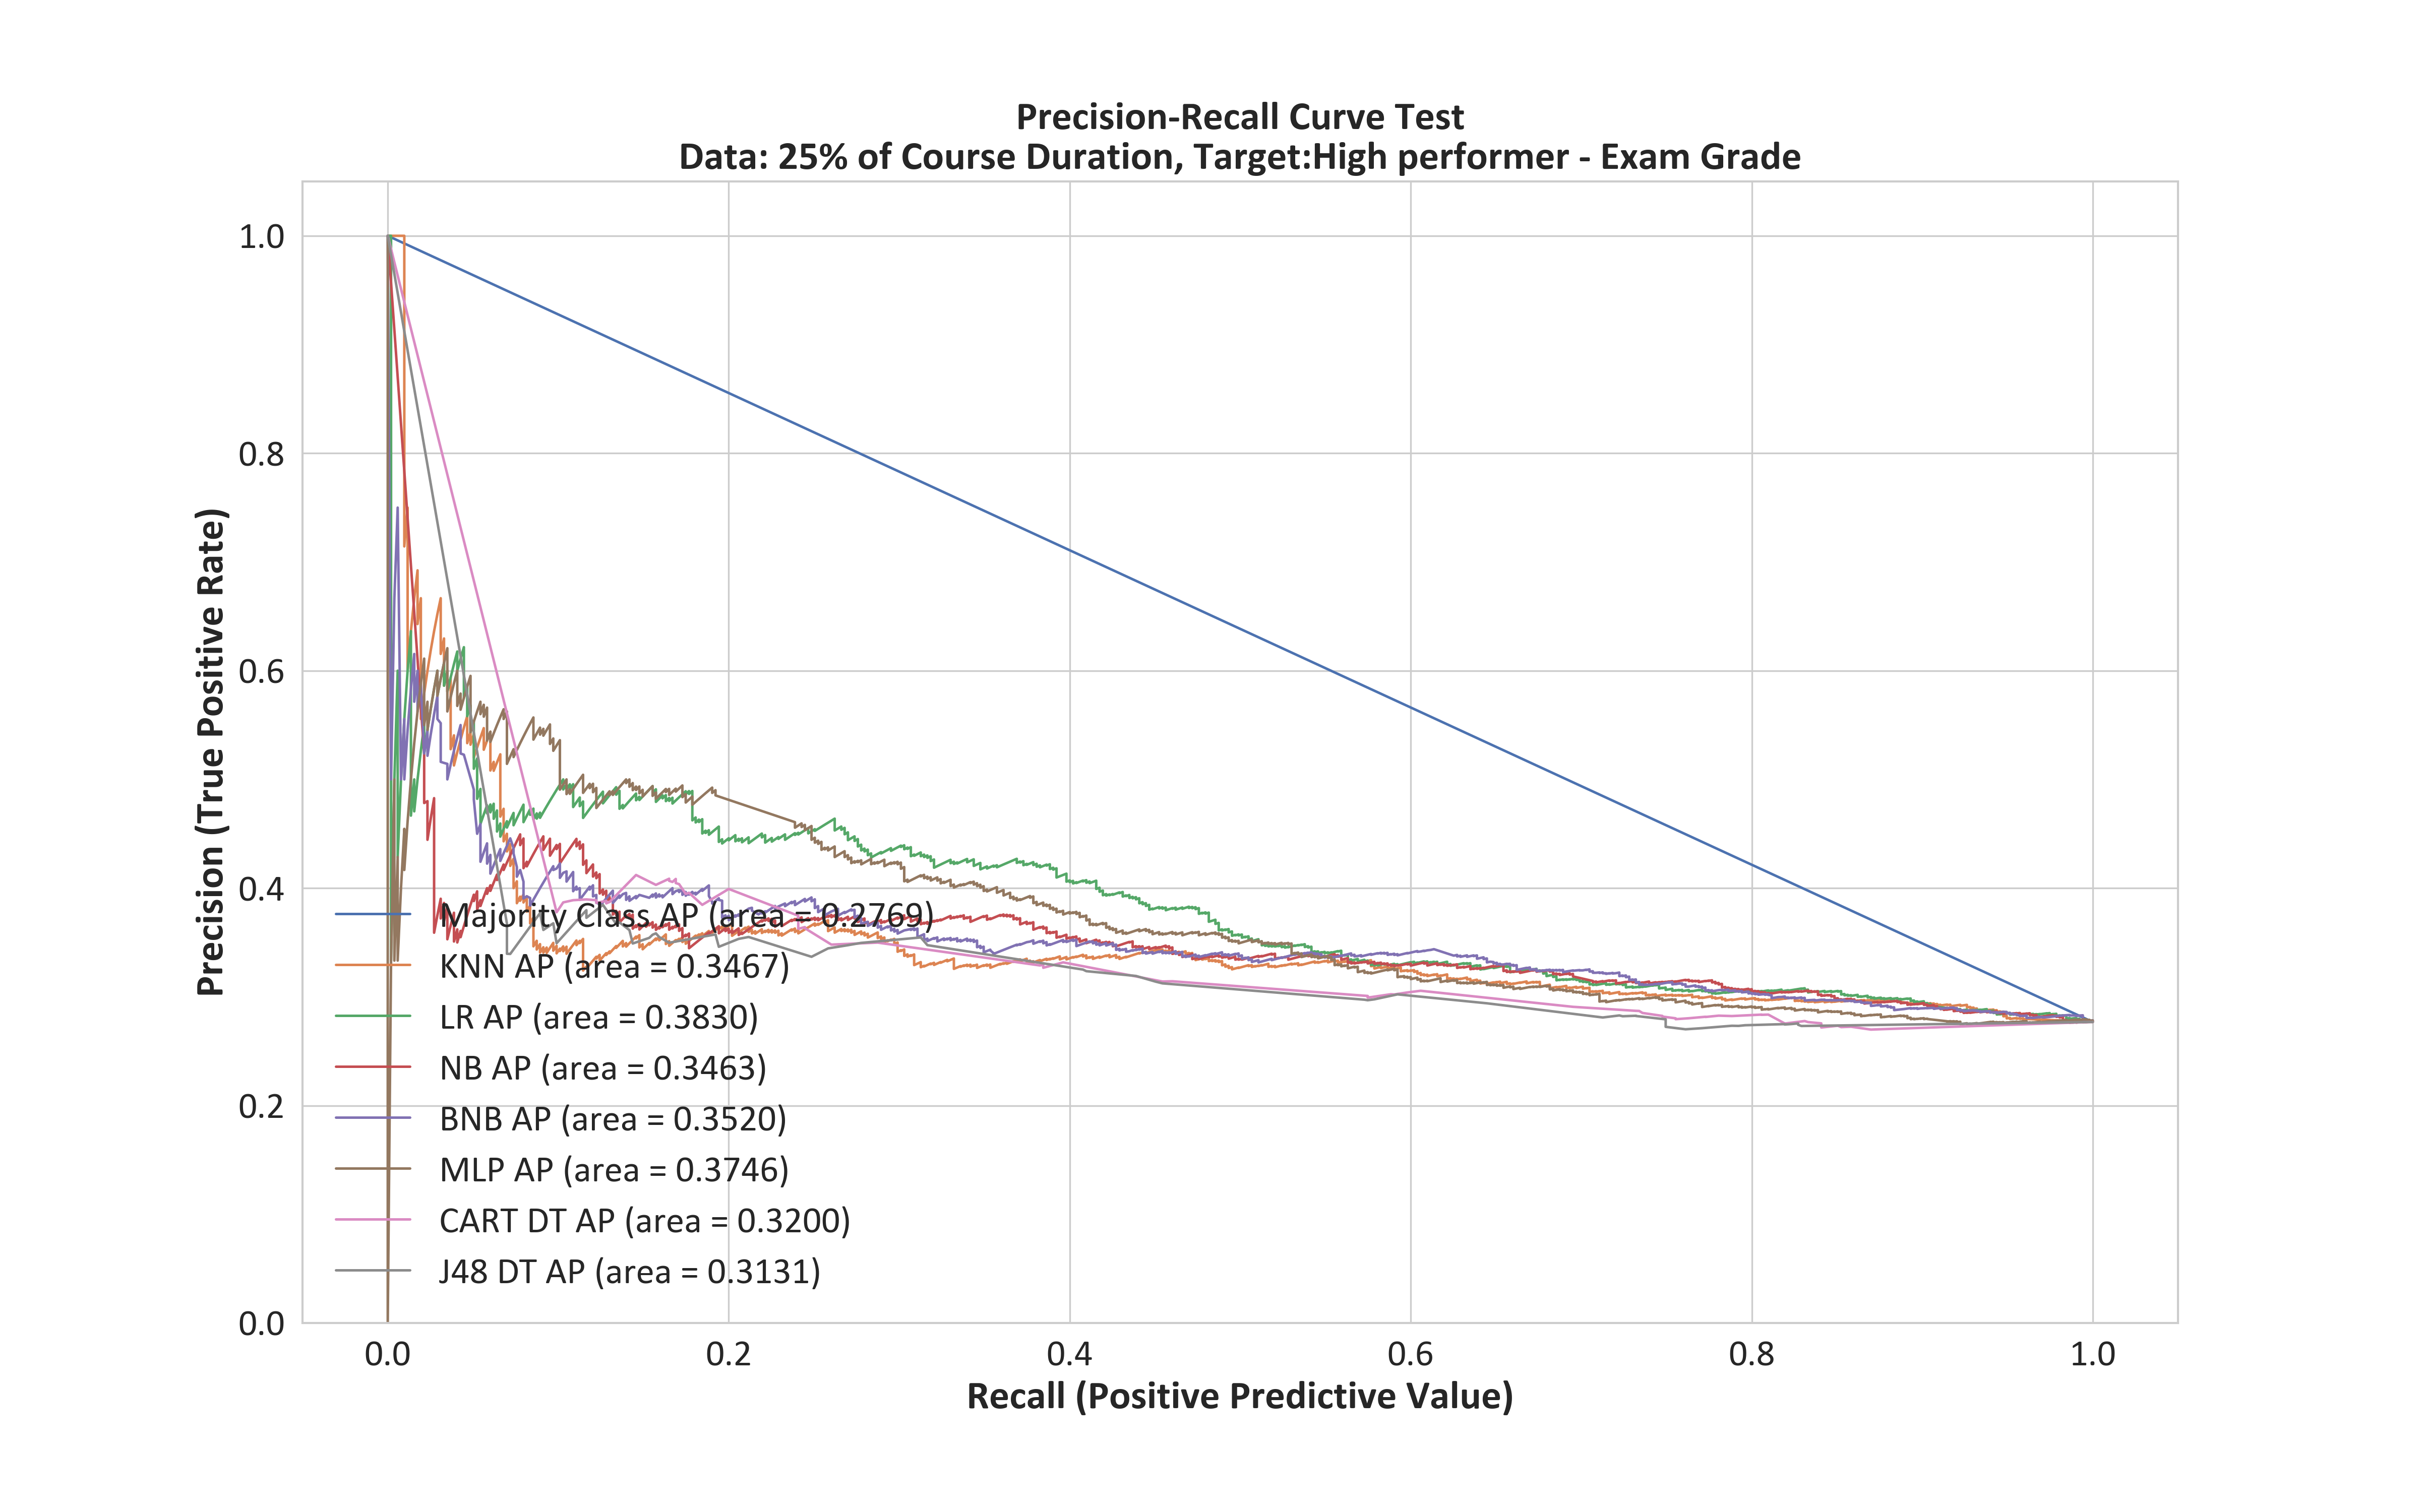 Precision-Recall Curve Test
Data: 25% of Course Duration, Target:High performer - Exam Grade
Precision (True Positive Rate)
1.0
0.8
0.6
0.4
0.2
0.0
Majority Class AP (area = 0.2769)
KNN AP (area = 0.3467)
LR AP (area = 0.3830)
NB AP (area = 0.3463)
BNB AP (area = 0.3520)
MLP AP (area = 0.3746)
CART DT AP (area = 0.3200)
J48 DT AP (area = 0.3131)
0.0 0.2 0.4 0.6 0.8 1.0
Recall (Positive Predictive Value)